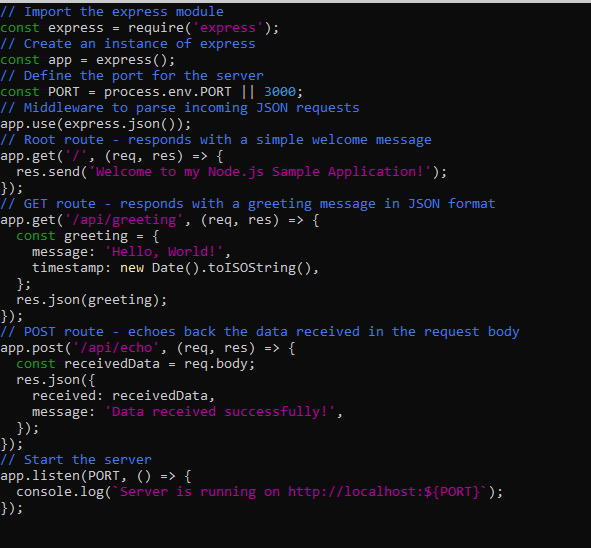 // Import the express module
const express = require('express');
// Create an instance of express
const app = express();
// Define the port for the server
const PORT = process.env.PORT || 3000;
// Middleware to parse incoming JSON requests
app.use(express.json());
// Root route - responds with a simple welcome message
app.get('/', (req, res) => {
  res.send('Welcome to my Node.js Sample Application!');
});
// GET route - responds with a greeting message in JSON format
app.get('/api/greeting', (req, res) => {
  const greeting = {
    message: 'Hello, World!',
    timestamp: new Date().toISOString(),
  };
  res.json(greeting);
});
// POST route - echoes back the data received in the request body
app.post('/api/echo', (req, res) => {
  const receivedData = req.body;
  res.json({
    received: receivedData,
    message: 'Data received successfully!',
  });
});
// Start the server
app.listen(PORT, () => {
  console.log(`Server is running on http://localhost:${PORT}`);
});